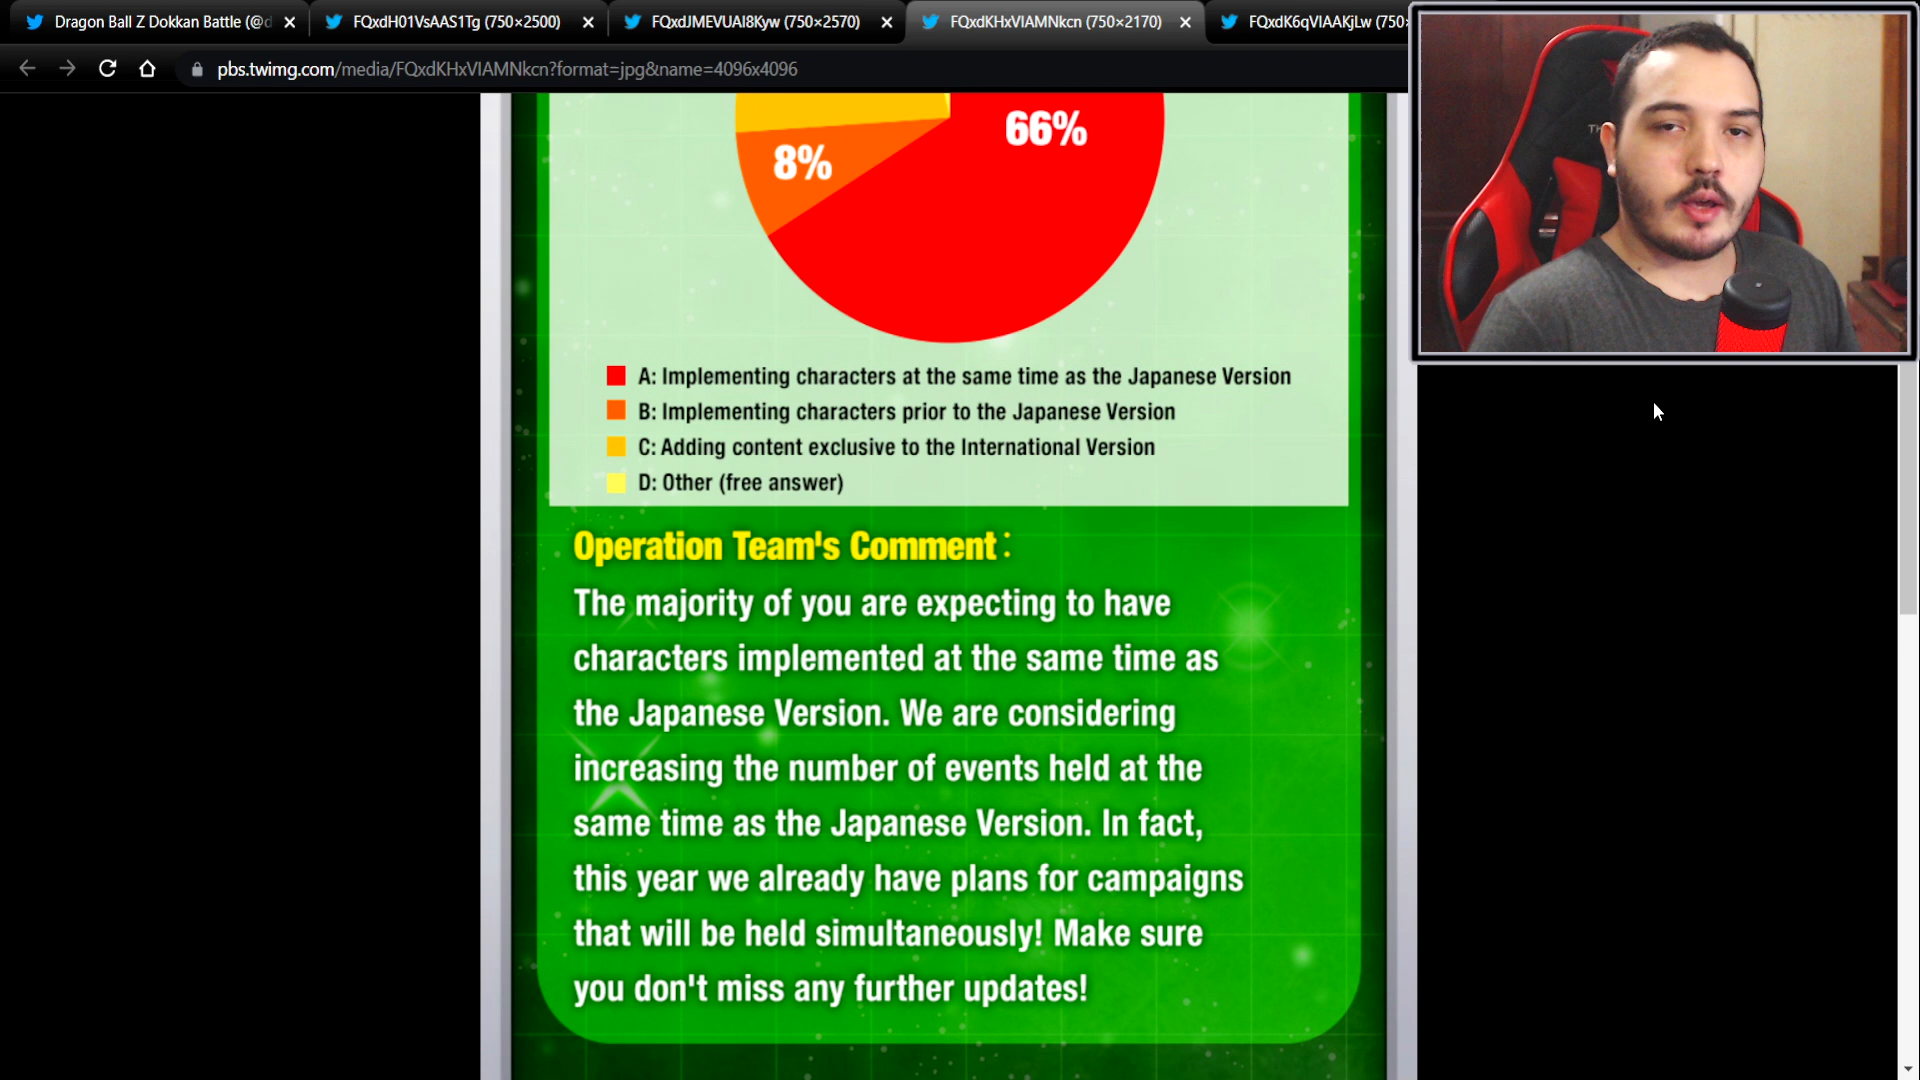 Dragon Ball Z Dokkan Battle (@d
FQxdH01VsAAS1Tg (750×2500)
FQxdJMEVUAI8Kyw (750×2570)
FQxdKHxVIAMNkcn (750×2170)
FQxdK6qVIAAKjLw (750×
pbs.twimg.com/media/FQxdKHxVIAMNkcn?format=jpg&name=4096x4096
66%
8%
A: Implementing characters at the same time as the Japanese Version
B: Implementing characters prior to the Japanese Version
C: Adding content exclusive to the International Version
D: Other (free answer)
Operation Team's Comment:
The majority of you are expecting to have
characters implemented at the same time as
the Japanese Version. We are considering
increasing the number of events held at the
same time as the Japanese Version. In fact,
this year we already have plans for campaigns
that will be held simultaneously! Make sure
you don't miss any further updates!